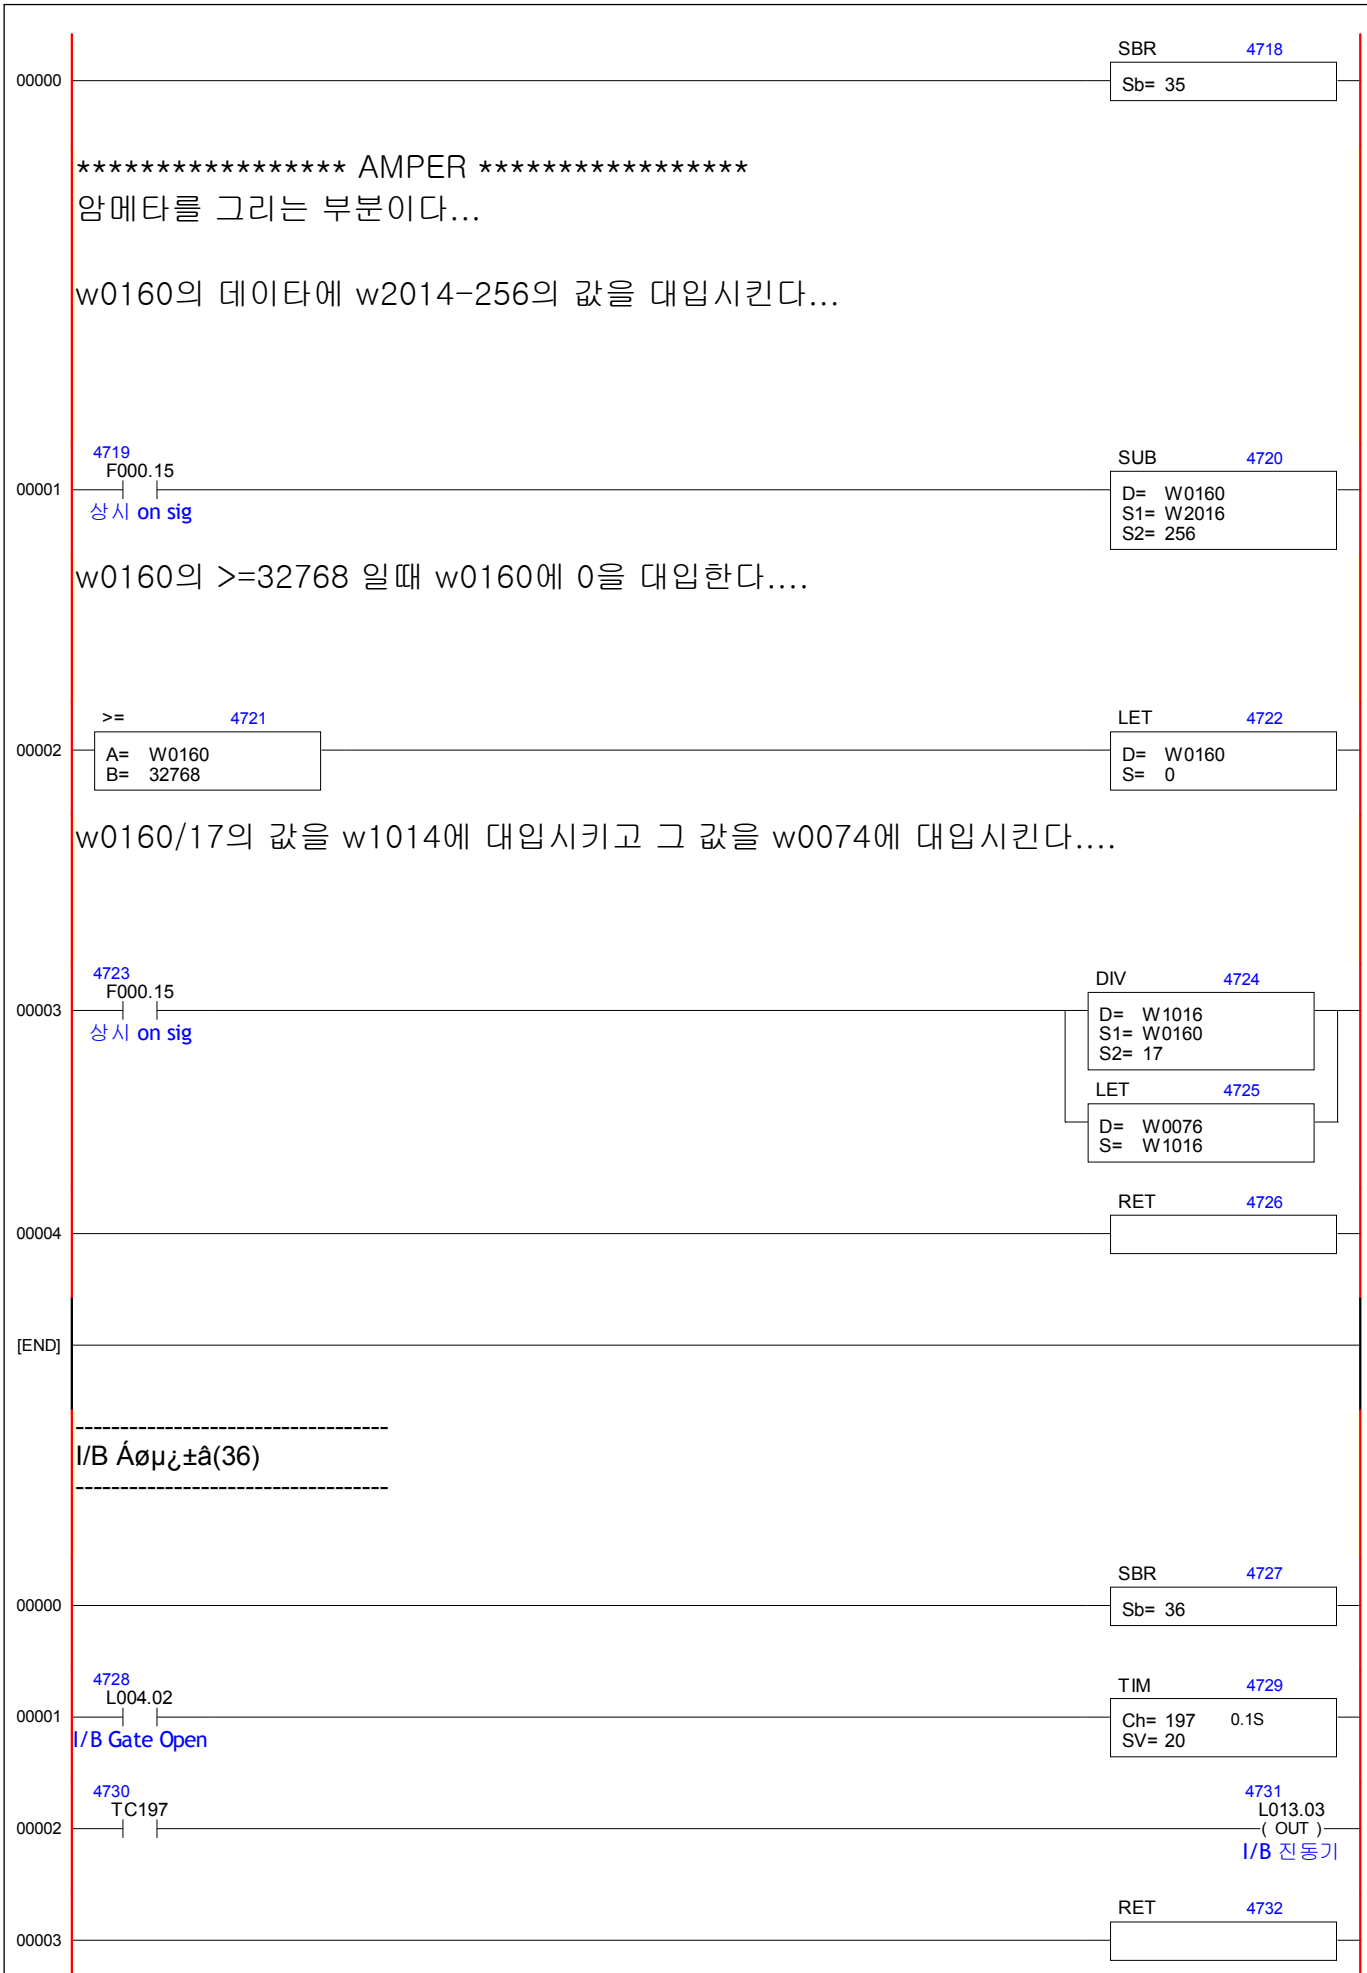 SBR 4718
00000
Sb= 35
***************** AMPER *****************
암메타를 그리는 부분이다...
w0160의 데이타에 w2014-256의 값을 대입시킨다...
4719
F000.15
SUB 4720
00001
D= W0160
상시 on sig
S1= W2016
S2= 256
w0160의 >=32768 일때 w0160에 0을 대입한다....
>= 4721
LET 4722
00002
A= W0160
B= 32768
D= W0160
S= 0
w0160/17의 값을 w1014에 대입시키고 그 값을 w0074에 대입시킨다....
4723
F000.15
DIV 4724
00003
상시 on sig
D= W1016
S1= W0160
S2= 17
LET 4725
D= W0076
S= W1016
RET 4726
00004
[END]
-----------------------------------
I/B Áøµ¿±â(36)
-----------------------------------
SBR 4727
00000
Sb= 36
4728
L004.02
TIM 4729
00001
I/B Gate Open
Ch= 197 0.1S
SV= 20
4730
TC197
4731
L013.03
00002
( OUT )
I/B 진동기
RET 4732
00003